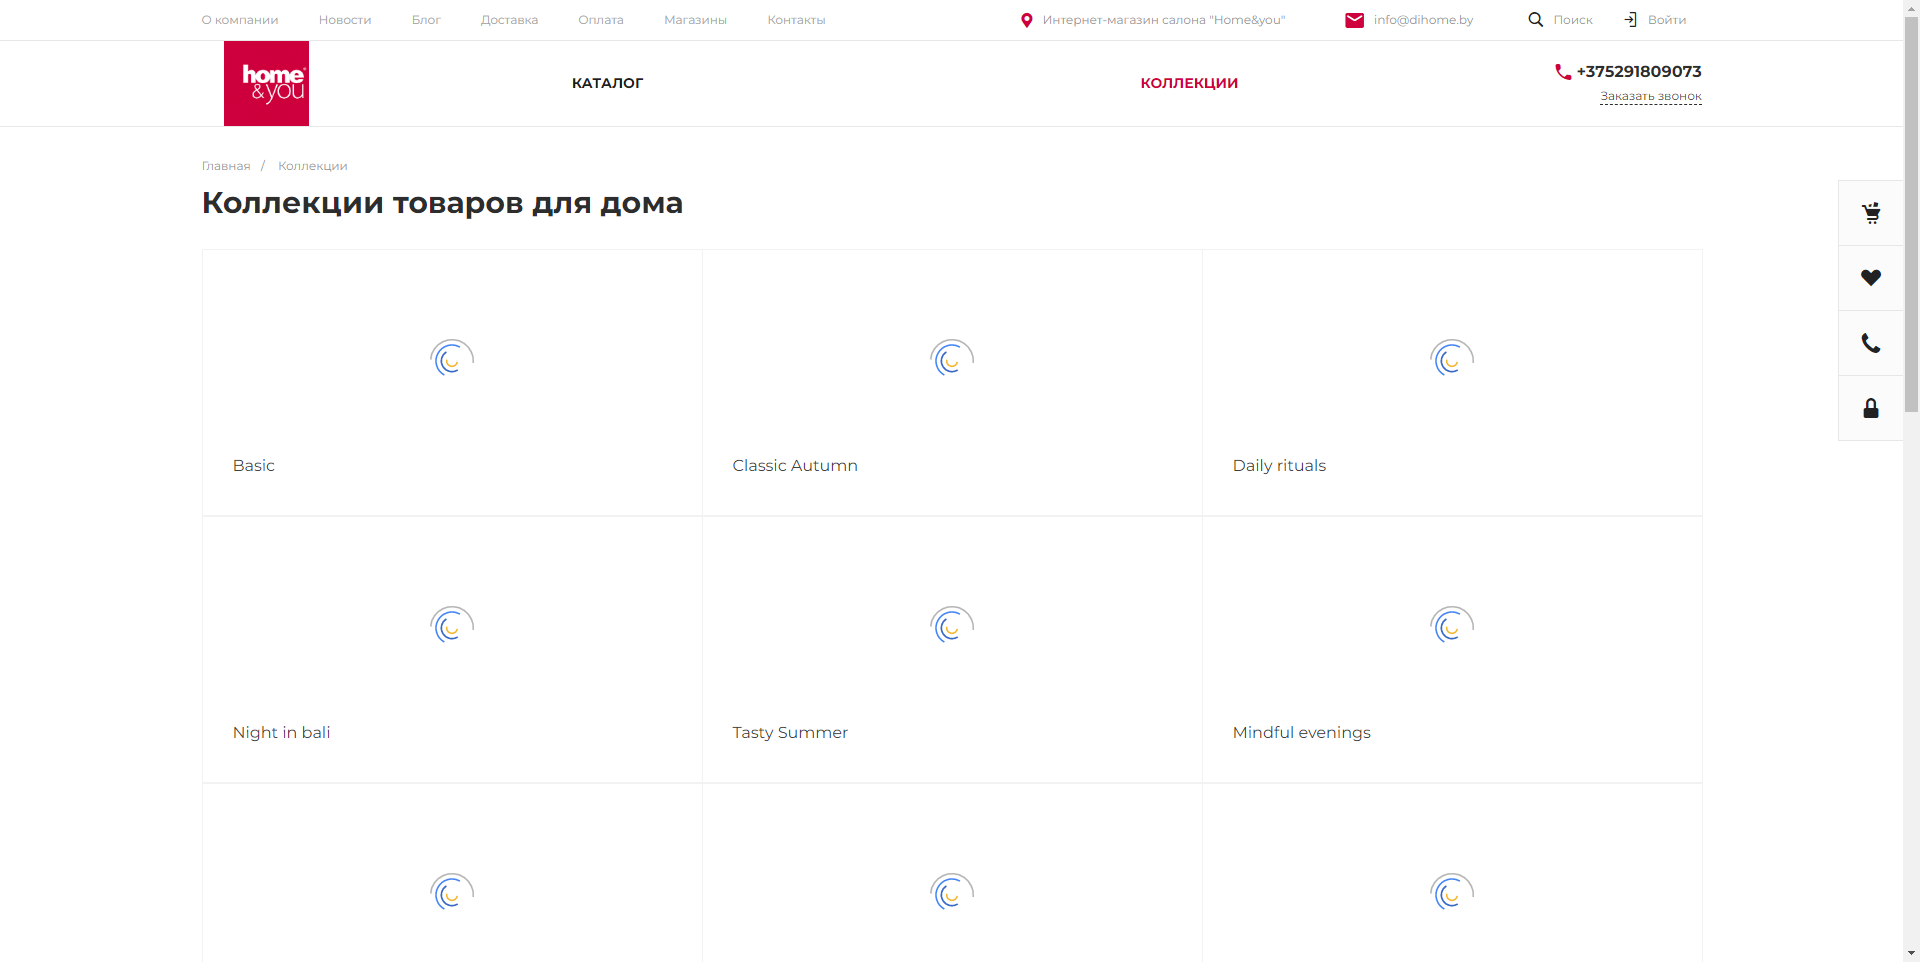 О компании Новости Блог Доставка Оплата Магазины Контакты Интернет-магазин салона "Home&you" info@dihome.by Поиск Войти
home
&you
КАТАЛОГ КОЛЛЕКЦИИ +375291809073
Заказать звонок
Главная / Коллекции
Коллекции товаров для дома
Basic Classic Autumn Daily rituals
Night in bali Tasty Summer Mindful evenings